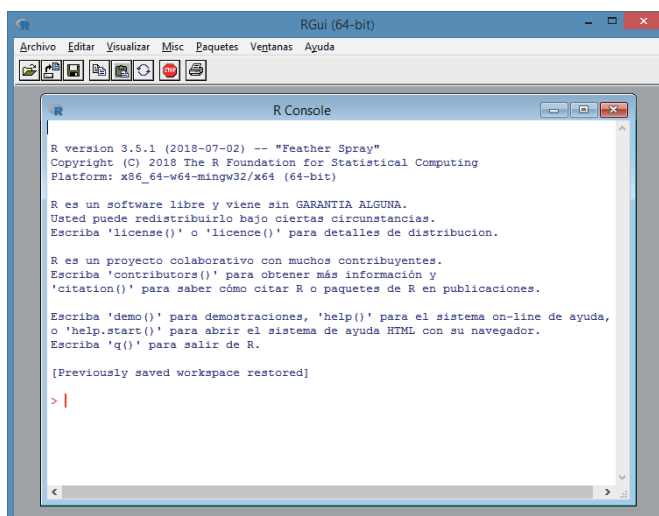 RGui (64-bit)
Archivo Editar Visualizar Misc Paquetes Ventanas Ayuda
STOP
R Console
R version 3.5.1 (2018-07-02) -- "Feather Spray"
Copyright (C) 2018 The R Foundation for Statistical Computing
Platform: x86_64-w64-mingw32/x64 (64-bit)
R es un software libre y viene sin GARANTIA ALGUNA.
Usted puede redistribuirlo bajo ciertas circunstancias.
Escriba 'license()' o 'licence()' para detalles de distribucion.
R es un proyecto colaborativo con muchos contribuyentes.
Escriba 'contributors()' para obtener más información y
'citation()' para saber cómo citar R o paquetes de R en publicaciones.
Escriba 'demo()' para demostraciones, 'help()' para el sistema on-line de ayuda,
o 'help.start()' para abrir el sistema de ayuda HTML con su navegador.
Escriba 'q()' para salir de R.
[Previously saved workspace restored]
>